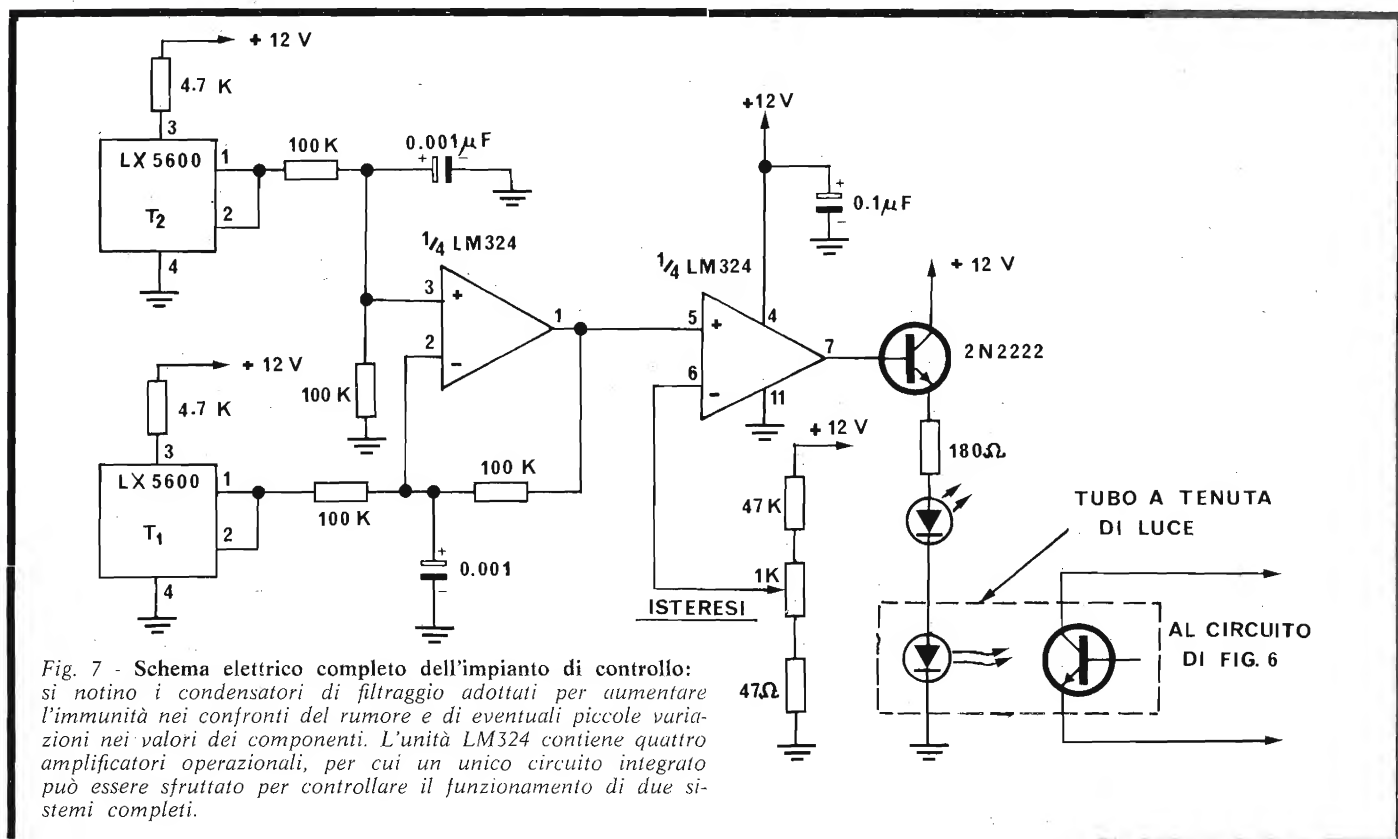 + 12 V
4.7 K
3
LX 5600
1
T2
2
4
100 K
0.001μF
+ -
1/4 LM324
3 +
2 -
1
100 K
+ 12 V
4.7 K
3
LX 5600
1
T1
2
4
100 K
100 K
+
0.001
-
+12V
+
0.1μF
-
1/4 LM324
5 +
6 -
4
7
11
+ 12 V
2N2222
180Ω
+ 12 V
47K
1K
ISTERESI
47Ω
TUBO A TENUTA
DI LUCE
AL CIRCUITO
DI FIG. 6
Fig. 7 - Schema elettrico completo dell'impianto di controllo:
si notino i condensatori di filtraggio adottati per aumentare
l'immunità nei confronti del rumore e di eventuali piccole varia-
zioni nei valori dei componenti. L'unità LM324 contiene quattro
amplificatori operazionali, per cui un unico circuito integrato
può essere sfruttato per controllare il funzionamento di due si-
stemi completi.